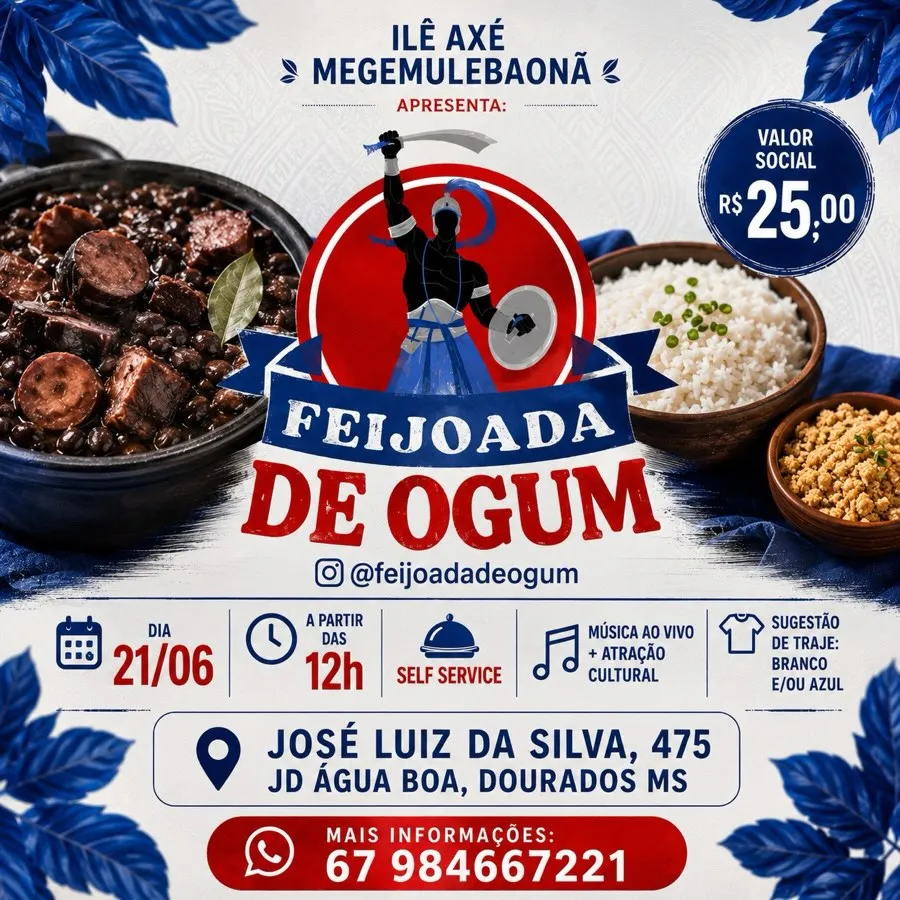 ILÊ AXÉ
MEGEMULEBAONÃ
APRESENTA:
VALOR
SOCIAL
R$ 25,00
FEIJOADA
DE OGUM
@feijoadadeogum
DIA
21/06
A PARTIR
DAS
12h
SELF SERVICE
MÚSICA AO VIVO
+ ATRAÇÃO
CULTURAL
SUGESTÃO
DE TRAJE:
BRANCO
E/OU AZUL
JOSÉ LUIZ DA SILVA, 475
JD ÁGUA BOA, DOURADOS MS
MAIS INFORMAÇÕES:
67 984667221